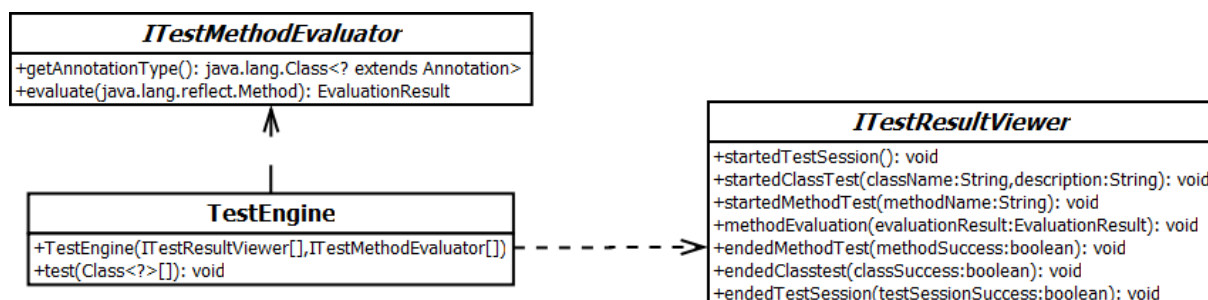 ITestMethodEvaluator
+getAnnotationType(): java.lang.Class<? extends Annotation>
+evaluate(java.lang.reflect.Method): EvaluationResult
ITestResultViewer
+startedTestSession(): void
+startedClassTest(className:String,description:String): void
+startedMethodTest(methodName:String): void
+methodEvaluation(evaluationResult:EvaluationResult): void
+endedMethodTest(methodSuccess:boolean): void
+endedClasstest(classSuccess:boolean): void
+endedTestSession(testSessionSuccess:boolean): void
TestEngine
+TestEngine(ITestResultViewer[],ITestMethodEvaluator[])
+test(Class<?>[]): void